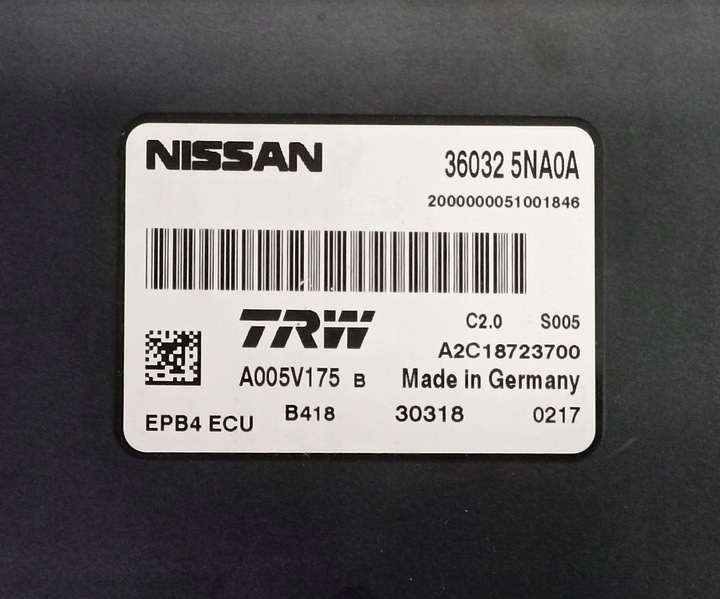 NISSAN 36032 5NA0A
2000000051001846
TRW C2.0 S005
A2C18723700
A005V175 B Made in Germany
EPB4 ECU B418 30318 0217